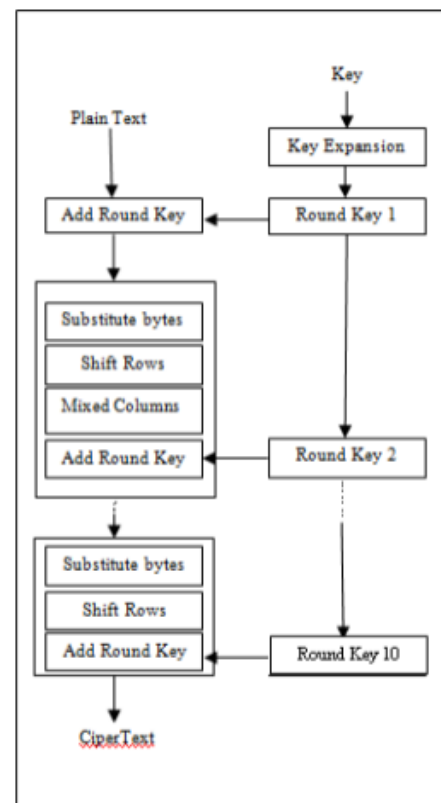 Key
Plain Text
Key Expansion
Add Round Key
Round Key 1
Substitute bytes
Shift Rows
Mixed Columns
Add Round Key
Round Key 2
Substitute bytes
Shift Rows
Add Round Key
Round Key 10
CiperText